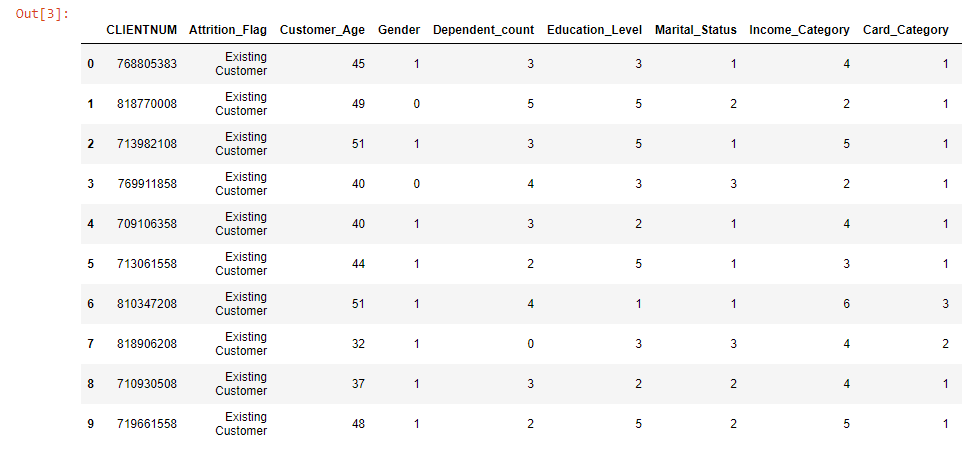 Out[3]:
CLIENTNUM Attrition_Flag Customer_Age Gender Dependent_count Education_Level Marital_Status Income_Category Card_Category
0 768805383 Existing Customer 45 1 3 3 1 4 1
1 818770008 Existing Customer 49 0 5 5 2 2 1
2 713982108 Existing Customer 51 1 3 5 1 5 1
3 769911858 Existing Customer 40 0 4 3 3 2 1
4 709106358 Existing Customer 40 1 3 2 1 4 1
5 713061558 Existing Customer 44 1 2 5 1 3 1
6 810347208 Existing Customer 51 1 4 1 1 6 3
7 818906208 Existing Customer 32 1 0 3 3 4 2
8 710930508 Existing Customer 37 1 3 2 2 4 1
9 719661558 Existing Customer 48 1 2 5 2 5 1